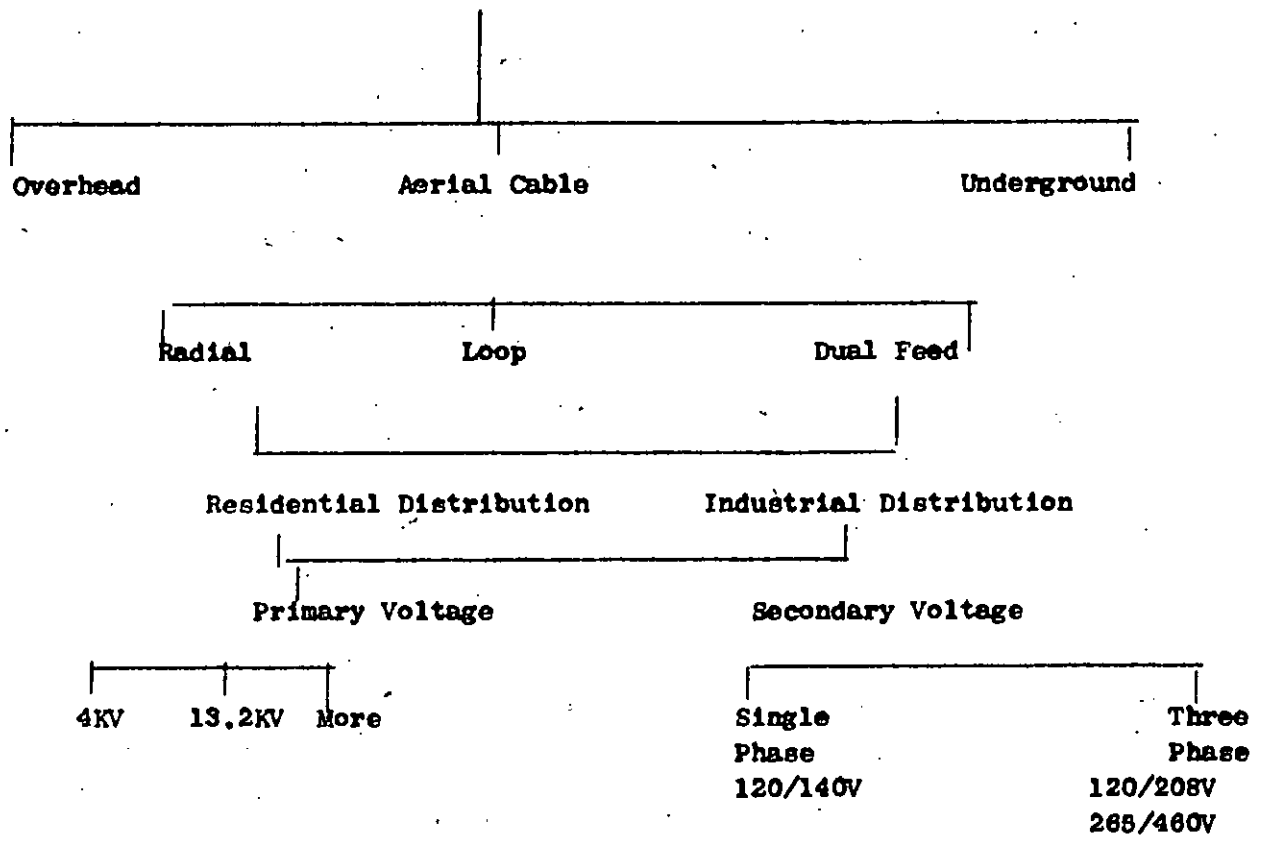 Overhead Aerial Cable Underground
Radial Loop Dual Feed
Residential Distribution Industrial Distribution
Primary Voltage Secondary Voltage
4KV 13.2KV More
Single Three
Phase Phase
120/140V 120/208V
265/460V